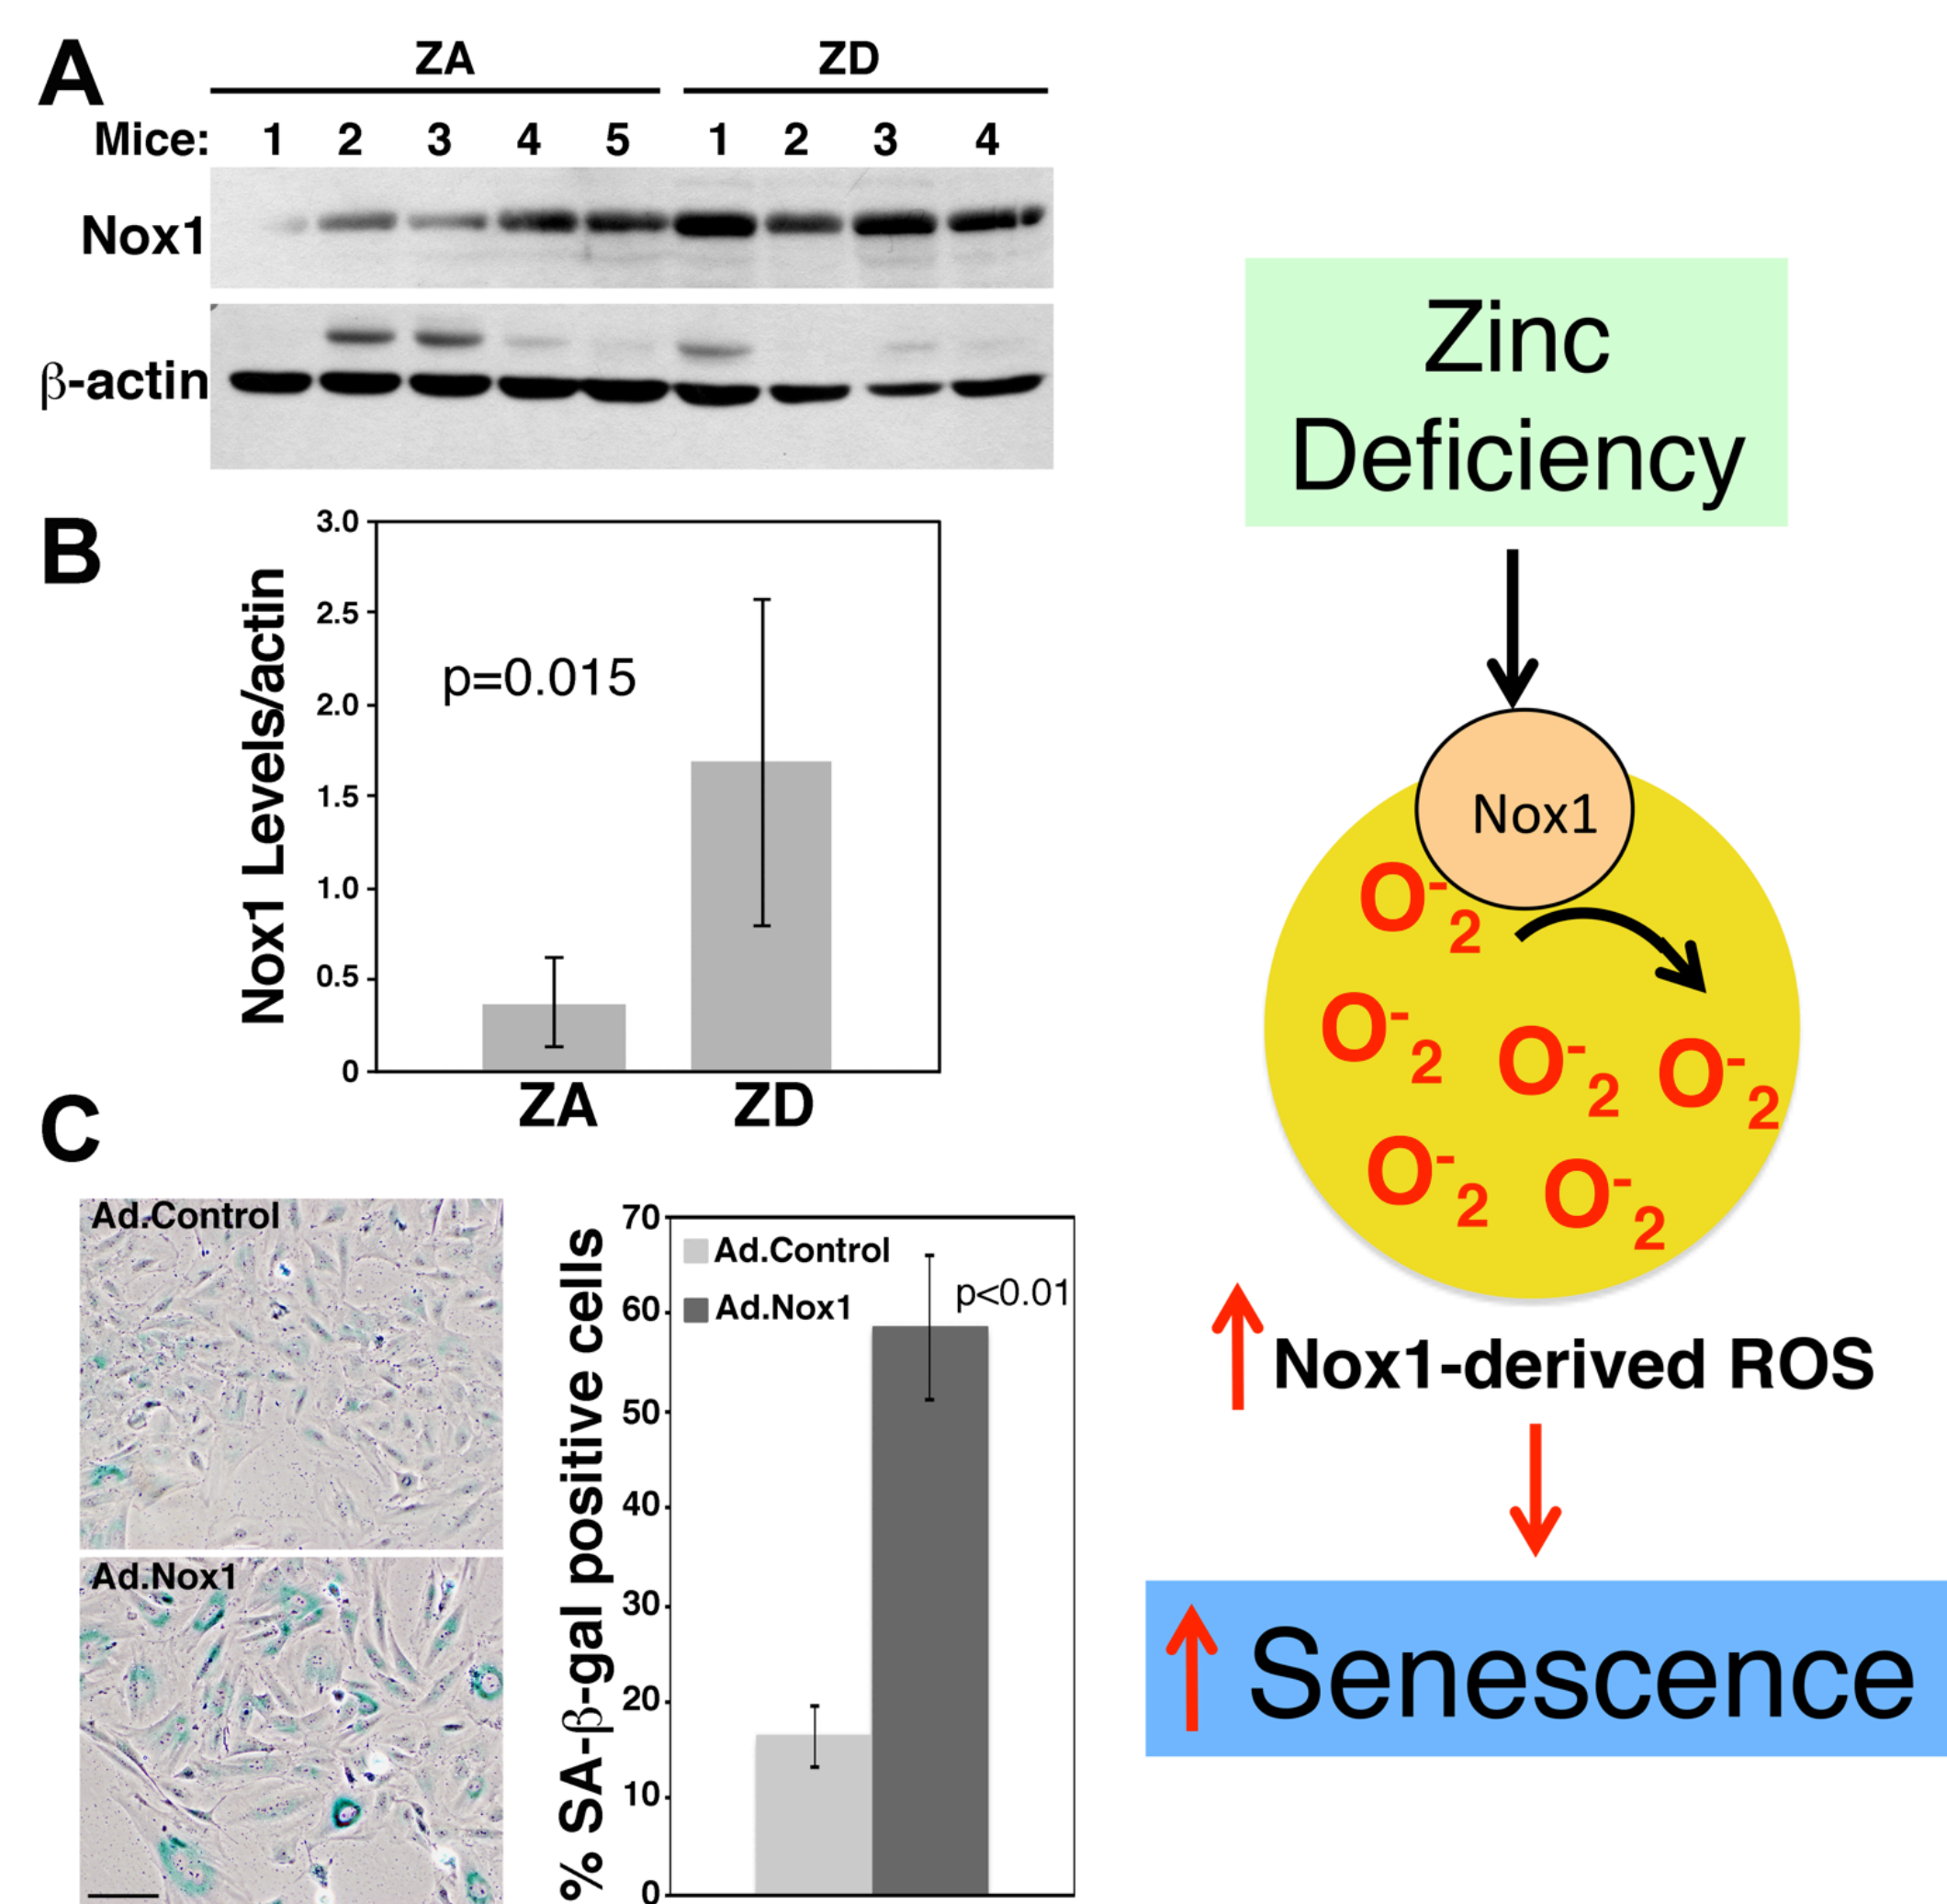 A
ZA ZD
Mice: 1 2 3 4 5 1 2 3 4
Nox1
β-actin
B
Nox1 Levels/actin
3.0
2.5
2.0
1.5
1.0
0.5
0
p=0.015
ZA ZD
C
Ad.Control
Ad.Nox1
% SA-β-gal positive cells
70
60
50
40
30
20
10
0
Ad.Control
Ad.Nox1
p<0.01
Zinc
Deficiency
Nox1
O-2
O-2 O-2 O-2
O-2 O-2
Nox1-derived ROS
Senescence